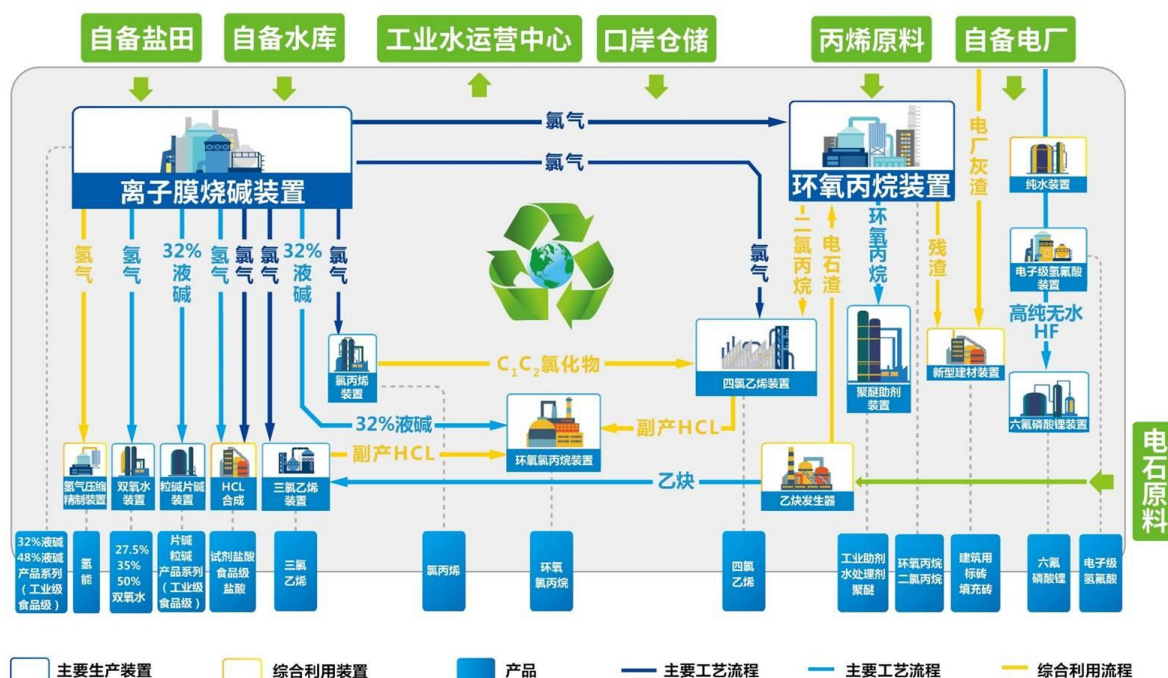 自备盐田
自备水库
工业水运营中心
口岸仓储
丙烯原料
自备电厂
氯气
氯气
离子膜烧碱装置
环氧丙烷装置
电厂灰渣
纯水装置
氢气
氢气
32%
液碱
氢气
氯气
氯气
32%
液碱
氯气
氯气
二氯丙烷
电石渣
环氧丙烷
残渣
电子级氢氟酸
装置
高纯无水
HF
氯丙烯
装置
C₁C₂氯化物
四氯乙烯装置
聚醚助剂
装置
新型建材装置
六氟磷酸锂装置
32%液碱
环氧氯丙烷装置
副产HCL
副产HCL
氢气压缩
精制装置
双氧水
装置
粒碱片碱
装置
HCL
合成
三氯乙烯
装置
乙炔
乙炔发生器
电石原料
32%液碱
48%液碱
产品系列
（工业级
食品级）
氢
能
27.5%
35%
50%
双氧水
片碱
粒碱
产品系列
（工业级
食品级）
试剂盐酸
食品级
盐酸
三氯
乙烯
氯丙烯
环氧
氯丙烷
四氯
乙烯
工业助剂
水处理剂
聚醚
环氧丙烷
二氯丙烷
建筑用
标砖
填充砖
六氟
磷酸锂
电子级
氢氟酸
主要生产装置
综合利用装置
产品
主要工艺流程
主要工艺流程
综合利用流程